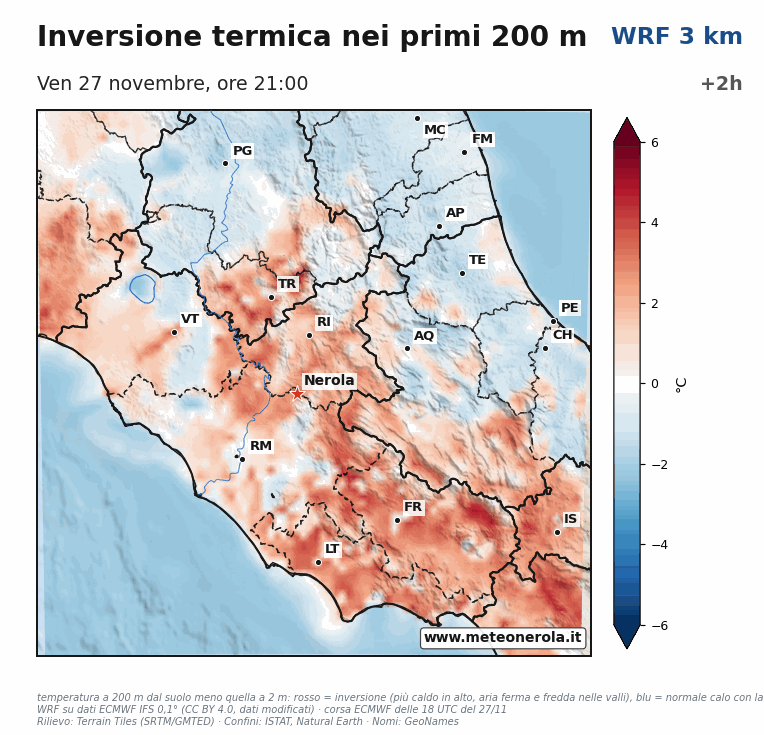 Inversione termica nei primi 200 m WRF 3 km
Ven 27 novembre, ore 21:00 +2h
MC
FM
PG
AP
TE
TR
PE
VT
RI
CH
AQ
Nerola
RM
FR
IS
LT
www.meteonerola.it
6
4
2
0
−2
−4
−6
°C
temperatura a 200 m dal suolo meno quella a 2 m: rosso = inversione (più caldo in alto, aria ferma e fredda nelle valli), blu = normale calo con la
WRF su dati ECMWF IFS 0,1° (CC BY 4.0, dati modificati) · corsa ECMWF delle 18 UTC del 27/11
Rilievo: Terrain Tiles (SRTM/GMTED) · Confini: ISTAT, Natural Earth · Nomi: GeoNames